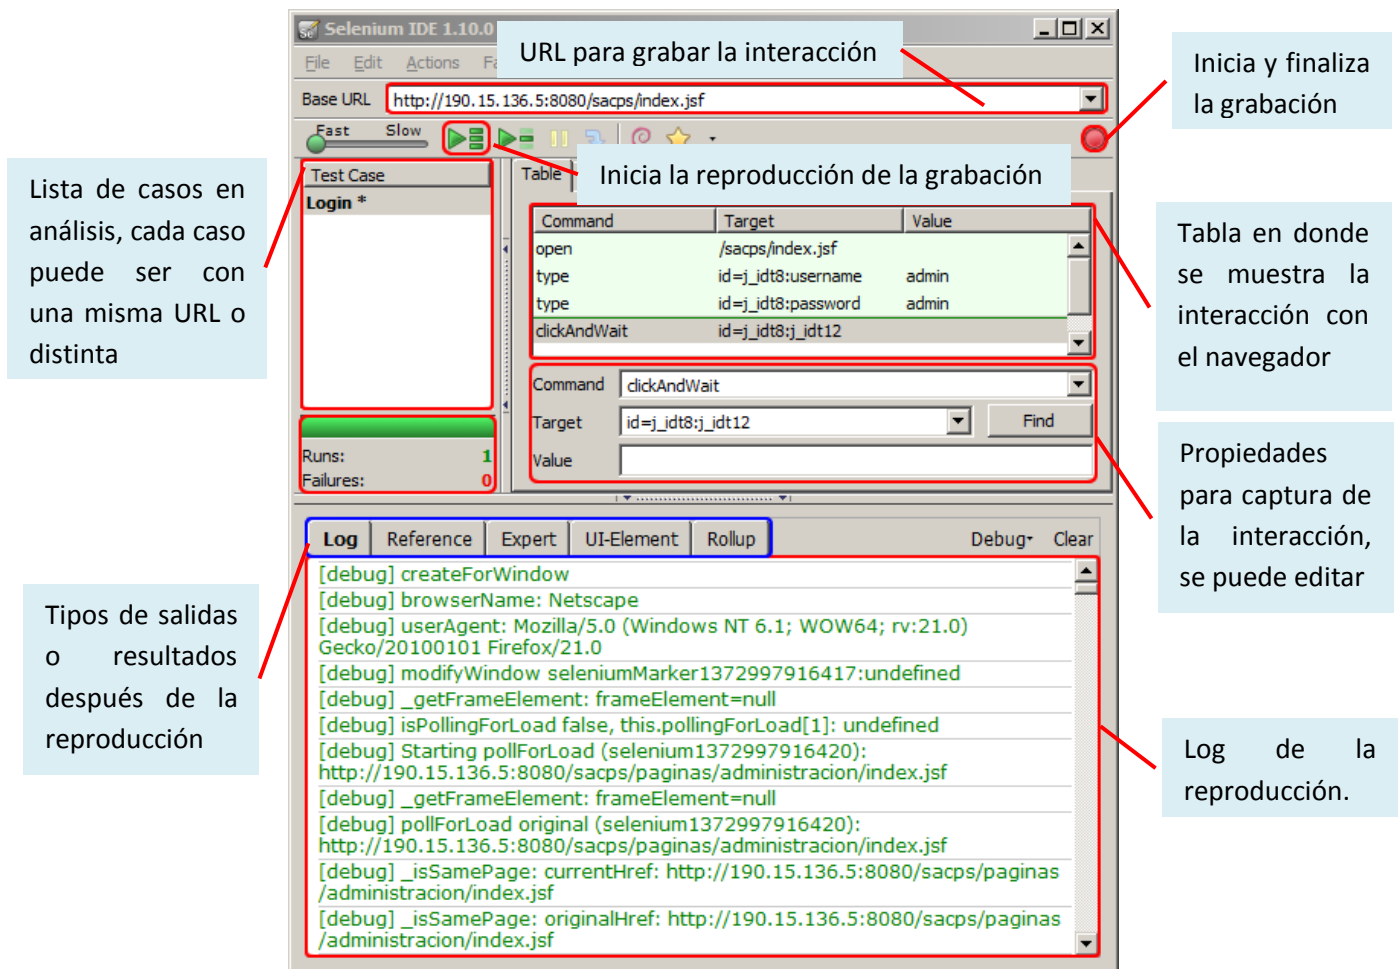 Selenium IDE 1.10.0
URL para grabar la interacción
File Edit Actions Fa
Base URL http://190.15.136.5:8080/sacps/index.jsf
Inicia y finaliza
la grabación
Fast Slow
Inicia la reproducción de la grabación
Lista de casos en
análisis, cada caso
puede ser con
una misma URL o
distinta
Test Case
Login *
Table
Command Target Value
open /sacps/index.jsf
type id=j_idt8:username admin
type id=j_idt8:password admin
clickAndWait id=j_idt8:j_idt12
Tabla en donde
se muestra la
interacción con
el navegador
Command clickAndWait
Target id=j_idt8:j_idt12 Find
Value
Runs: 1
Failures: 0
Propiedades
para captura de
la interacción,
se puede editar
Log Reference Expert UI-Element Rollup Debug Clear
Tipos de salidas
o resultados
después de la
reproducción
[debug] createForWindow
[debug] browserName: Netscape
[debug] userAgent: Mozilla/5.0 (Windows NT 6.1; WOW64; rv:21.0)
Gecko/20100101 Firefox/21.0
[debug] modifyWindow seleniumMarker1372997916417:undefined
[debug] _getFrameElement: frameElement=null
[debug] isPollingForLoad false, this.pollingForLoad[1]: undefined
[debug] Starting pollForLoad (selenium1372997916420):
http://190.15.136.5:8080/sacps/paginas/administracion/index.jsf
[debug] _getFrameElement: frameElement=null
[debug] pollForLoad original (selenium1372997916420):
http://190.15.136.5:8080/sacps/paginas/administracion/index.jsf
[debug] _isSamePage: currentHref: http://190.15.136.5:8080/sacps/paginas
/administracion/index.jsf
[debug] _isSamePage: originalHref: http://190.15.136.5:8080/sacps/paginas
/administracion/index.jsf
Log de la
reproducción.